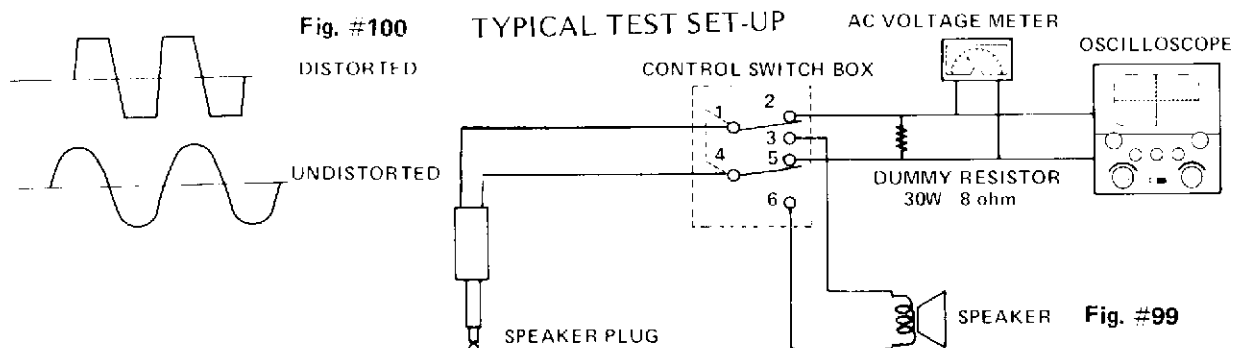 Fig. #100
TYPICAL TEST SET-UP
AC VOLTAGE METER
OSCILLOSCOPE
DISTORTED
CONTROL SWITCH BOX
1
2
3
4
5
UNDISTORTED
DUMMY RESISTOR
30W 8 ohm
6
SPEAKER
Fig. #99
SPEAKER PLUG